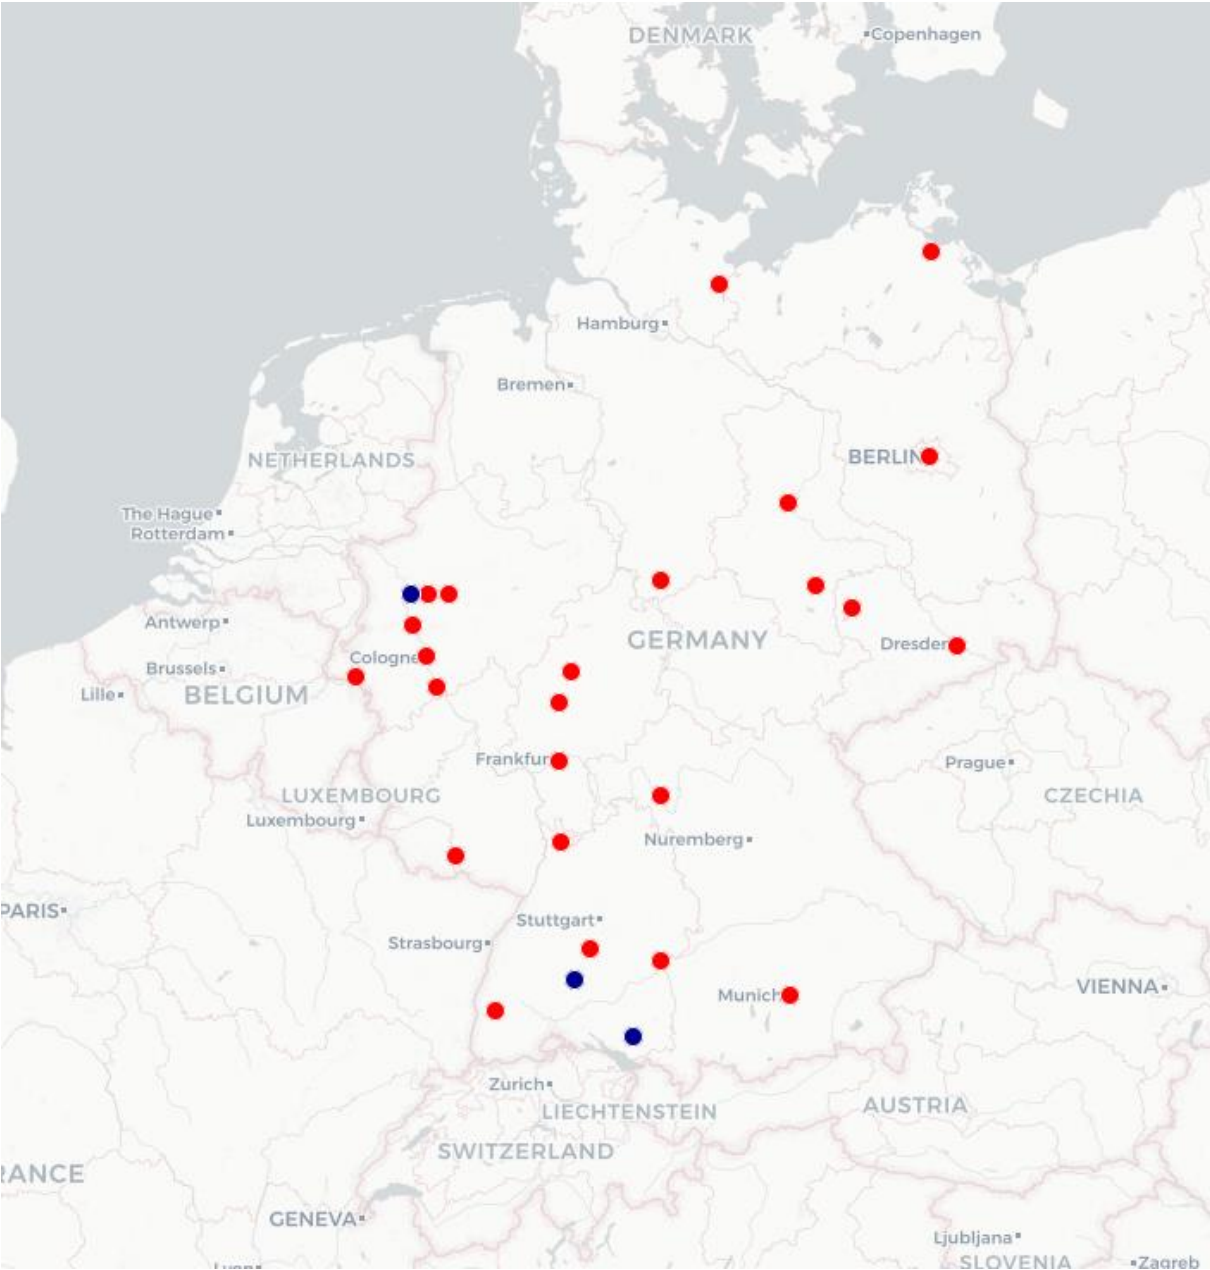 DENMARK
Copenhagen
Hamburg
Bremen
NETHERLANDS
BERLIN
The Hague
Rotterdam
Antwerp
GERMANY
Dresden
Cologne
Brussels
Lille
BELGIUM
Frankfur
Prague
LUXEMBOURG
CZECHIA
Luxembourg
Nuremberg
PARIS
Stuttgart
Strasbourg
VIENNA
Munich
Zurich
LIECHTENSTEIN
AUSTRIA
SWITZERLAND
RANCE
GENEVA
Ljubljana
SLOVENIA
Zagreb